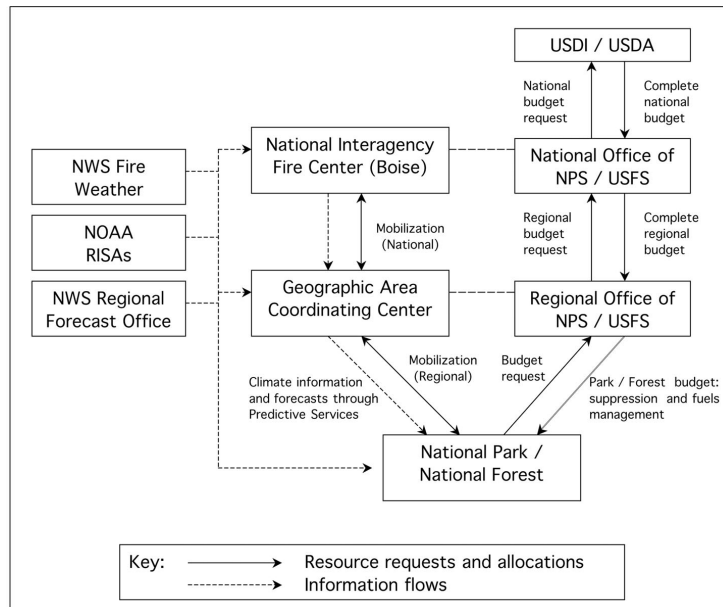 USDI / USDA
National
budget
request
Complete
national
budget
National Interagency
Fire Center (Boise)
National Office of
NPS / USFS
NWS Fire
Weather
NOAA
RISAs
NWS Regional
Forecast Office
Mobilization
(National)
Regional
budget
request
Complete
regional
budget
Geographic Area
Coordinating Center
Regional Office of
NPS / USFS
Climate information
and forecasts through
Predictive Services
Mobilization
(Regional)
Budget
request
Park / Forest budget:
suppression and fuels
management
National Park /
National Forest
Key:
Resource requests and allocations
Information flows